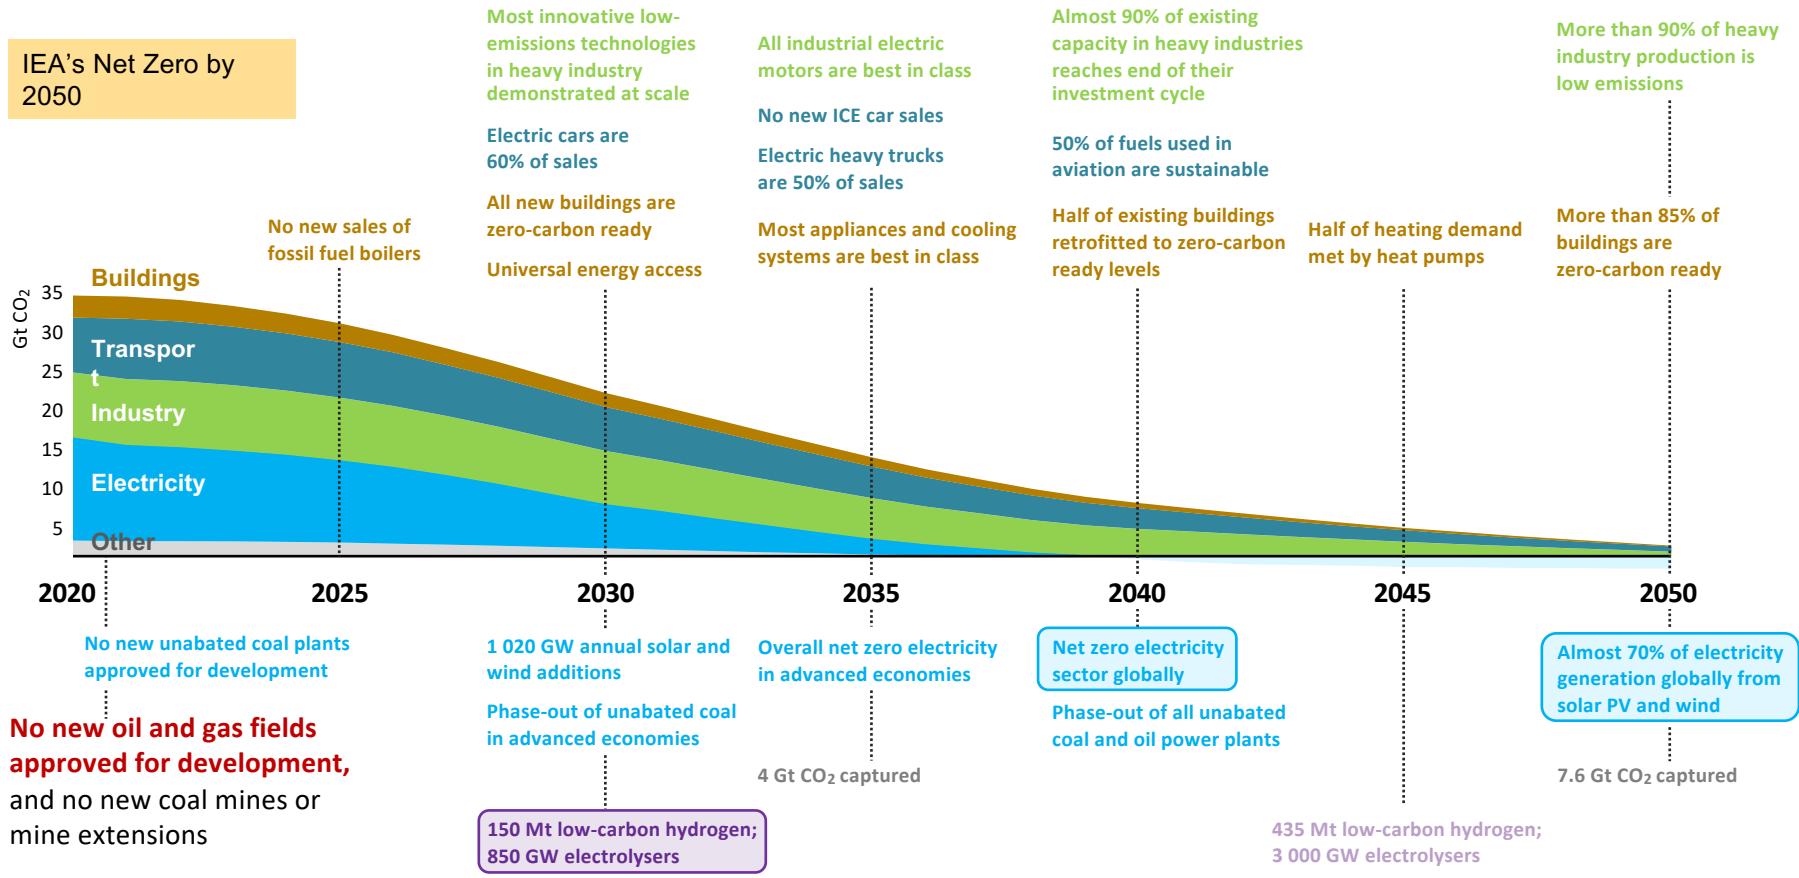 IEA's Net Zero by
2050
Most innovative low-
emissions technologies
in heavy industry
demonstrated at scale
Electric cars are
60% of sales
All new buildings are
zero-carbon ready
Universal energy access
All industrial electric
motors are best in class
No new ICE car sales
Electric heavy trucks
are 50% of sales
Most appliances and cooling
systems are best in class
Almost 90% of existing
capacity in heavy industries
reaches end of their
investment cycle
50% of fuels used in
aviation are sustainable
Half of existing buildings
retrofitted to zero-carbon
ready levels
Half of heating demand
met by heat pumps
More than 90% of heavy
industry production is
low emissions
More than 85% of
buildings are
zero-carbon ready
No new sales of
fossil fuel boilers
Gt CO2
35
30
25
20
15
10
5
Buildings
Transpor
t
Industry
Electricity
Other
2020
2025
2030
2035
2040
2045
2050
No new unabated coal plants
approved for development
No new oil and gas fields
approved for development,
and no new coal mines or
mine extensions
1 020 GW annual solar and
wind additions
Phase-out of unabated coal
in advanced economies
150 Mt low-carbon hydrogen;
850 GW electrolysers
Overall net zero electricity
in advanced economies
4 Gt CO2 captured
Net zero electricity
sector globally
Phase-out of all unabated
coal and oil power plants
435 Mt low-carbon hydrogen;
3 000 GW electrolysers
Almost 70% of electricity
generation globally from
solar PV and wind
7.6 Gt CO2 captured